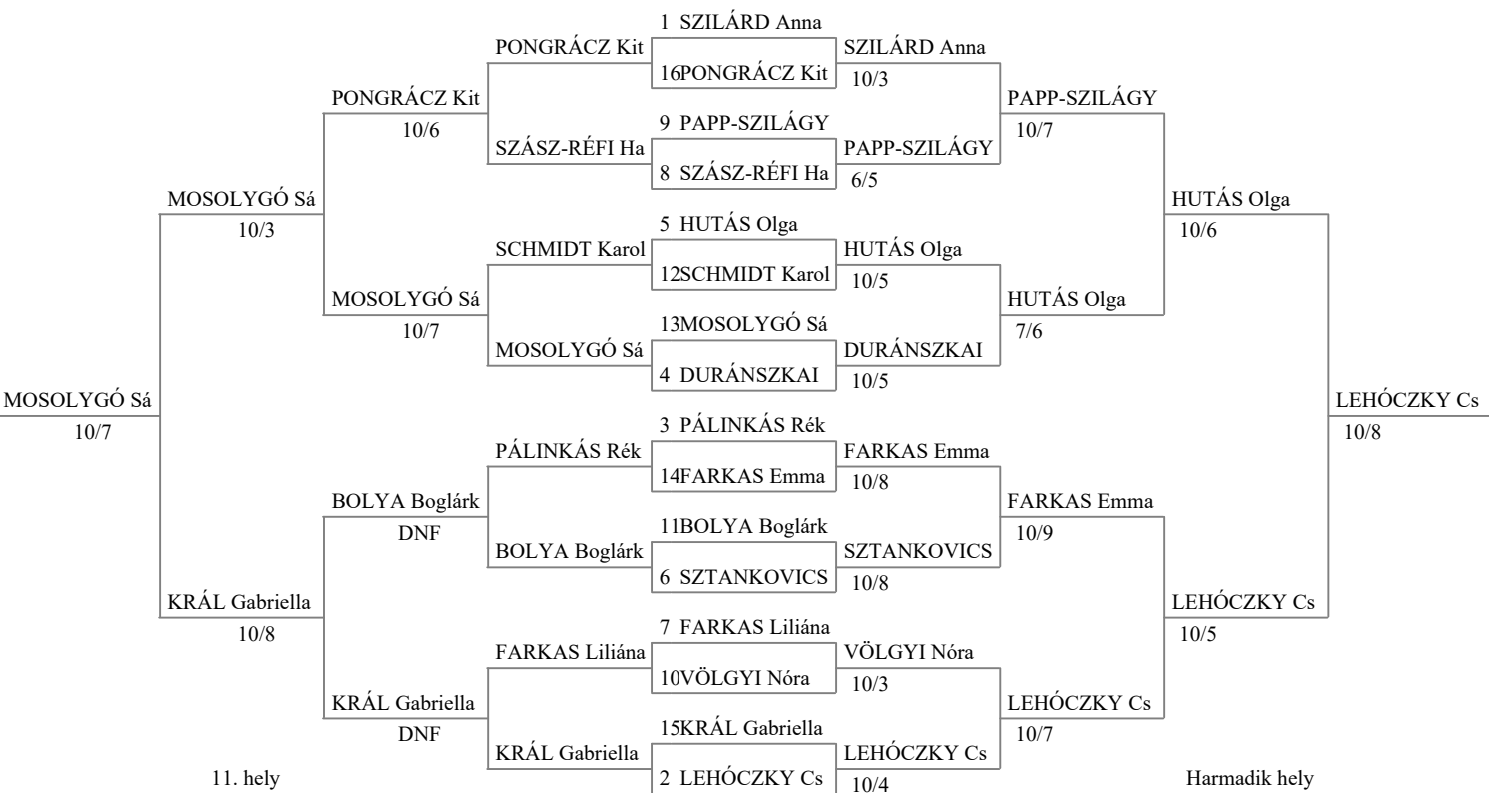 1 SZILÁRD Anna
PONGRÁCZ Kit SZILÁRD Anna
16PONGRÁCZ Kit 10/3
PONGRÁCZ Kit PAPP-SZILÁGY
10/6 9 PAPP-SZILÁGY 10/7
SZÁSZ-RÉFI Ha PAPP-SZILÁGY
8 SZÁSZ-RÉFI Ha 6/5
MOSOLYGÓ Sá HUTÁS Olga
10/3 5 HUTÁS Olga 10/6
SCHMIDT Karol HUTÁS Olga
12SCHMIDT Karol 10/5
MOSOLYGÓ Sá HUTÁS Olga
10/7 13MOSOLYGÓ Sá 7/6
MOSOLYGÓ Sá DURÁNSZKAI
4 DURÁNSZKAI 10/5
MOSOLYGÓ Sá LEHÓCZKY Cs
10/7 3 PÁLINKÁS Rék 10/8
PÁLINKÁS Rék FARKAS Emma
14FARKAS Emma 10/8
BOLYA Boglárk FARKAS Emma
DNF 11BOLYA Boglárk 10/9
BOLYA Boglárk SZTANKOVICS
6 SZTANKOVICS 10/8
KRÁL Gabriella LEHÓCZKY Cs
10/8 7 FARKAS Liliána 10/5
FARKAS Liliána VÖLGYI Nóra
10VÖLGYI Nóra 10/3
KRÁL Gabriella LEHÓCZKY Cs
DNF 15KRÁL Gabriella 10/7
KRÁL Gabriella LEHÓCZKY Cs
11. hely 2 LEHÓCZKY Cs 10/4 Harmadik hely